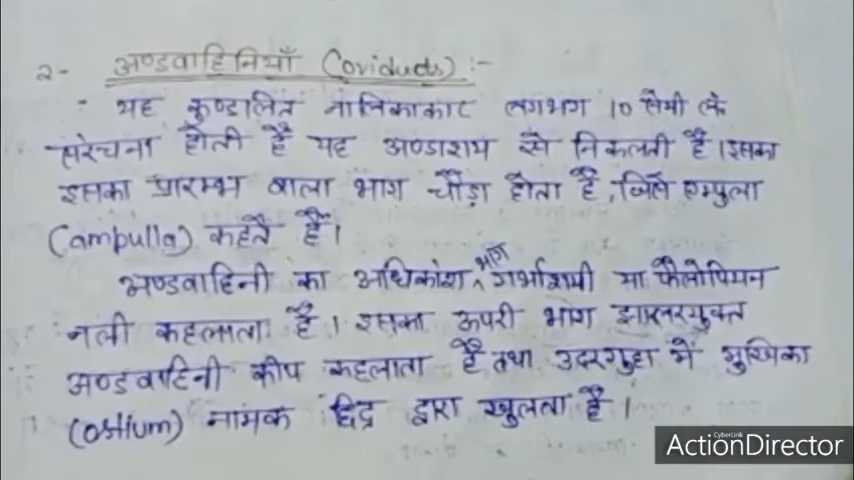 २- अण्डवाहिनियाँ (oviducts) :-
यह कुण्डलित नालिकाकार लगभग 10 सेमी की
संरचना होती है यह अण्डाशय से निकलती है। इसका
इसका प्रारम्भ वाला भाग चौड़ा होता है, जिसे एम्पुला
(ampulla) कहते हैं।
अण्डवाहिनी का अधिकांश भाग गर्भाशयी या फैलोपियन
नली कहलाता है। इसका ऊपरी भाग झालरयुक्त
अण्डवाहिनी कीप कहलाता है तथा उदरगुहा में मुखिका
(ostium) नामक छिद्र द्वारा खुलता है।
CyberLink
ActionDirector